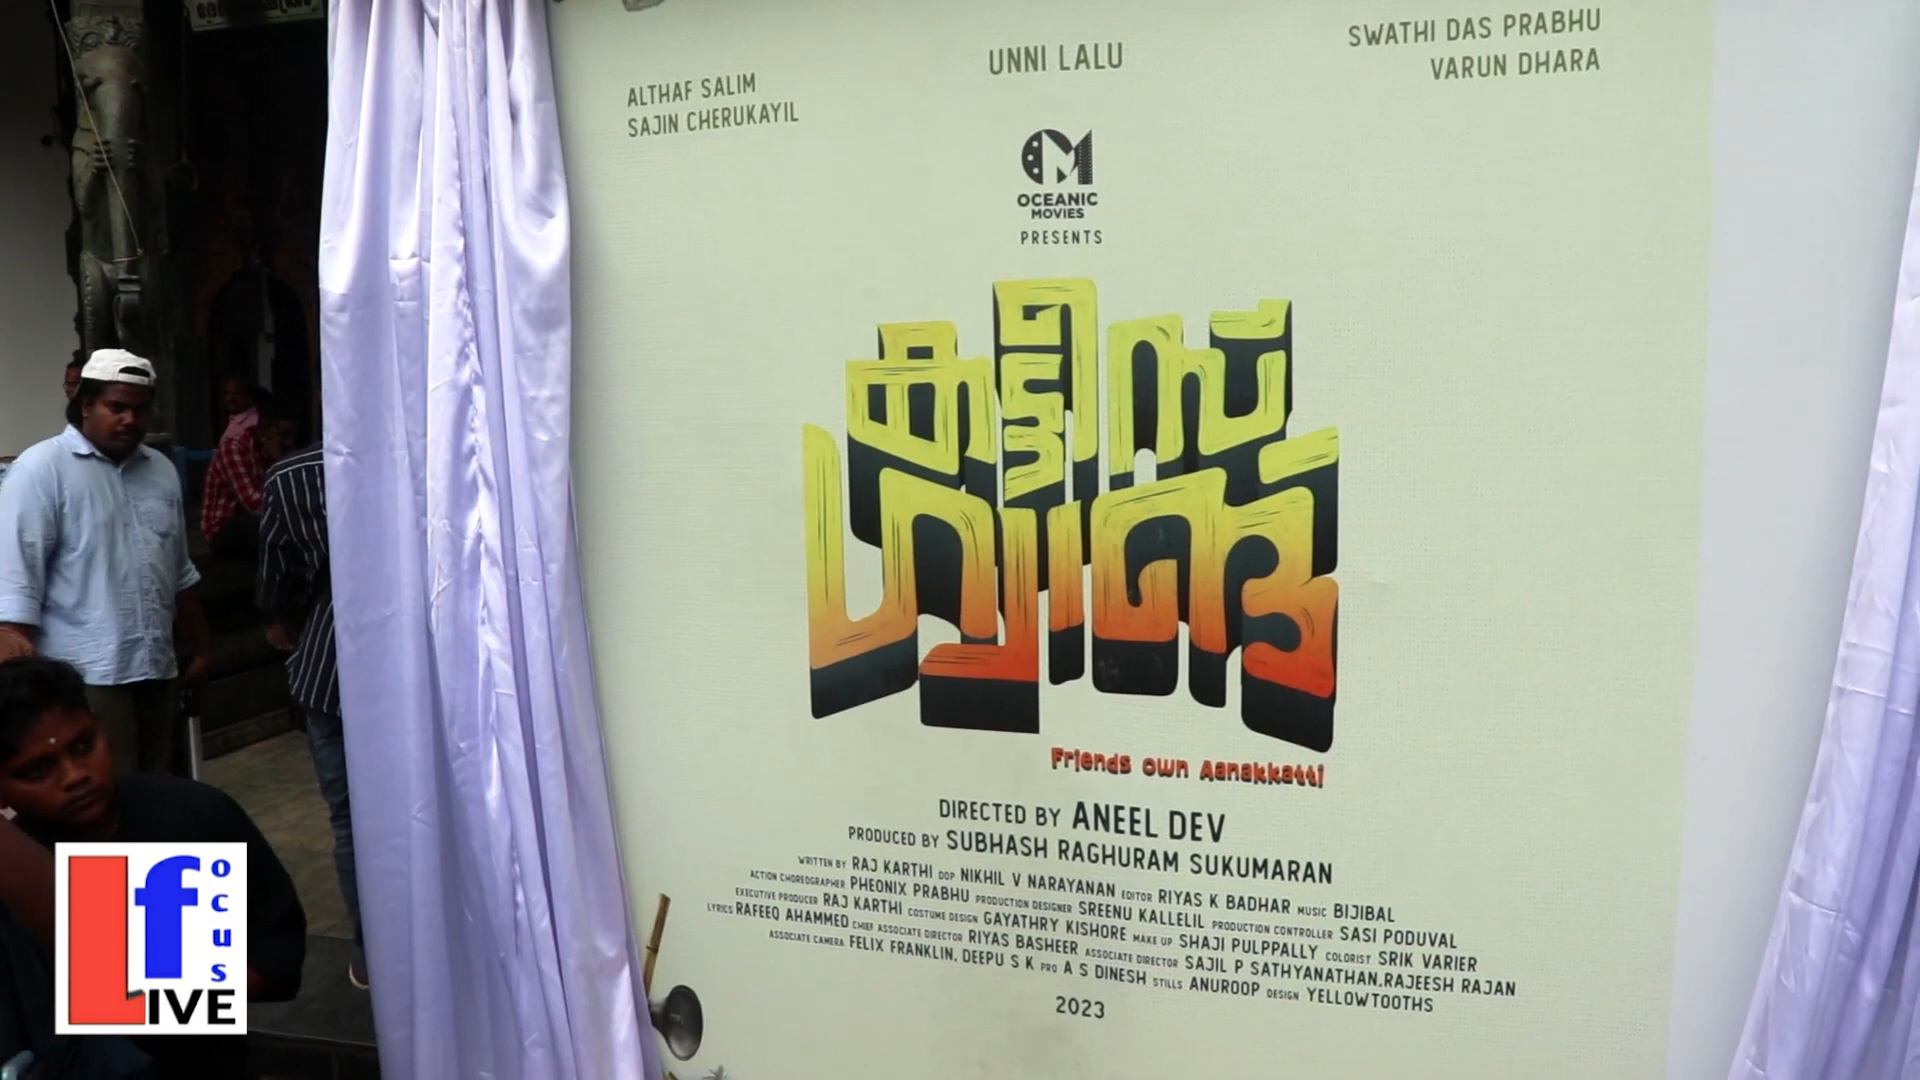 ALTHAF SALIM
SAJIN CHERUKAYIL
UNNI LALU
SWATHI DAS PRABHU
VARUN DHARA
OCEANIC
MOVIES
PRESENTS
കട്ടീസ്
ഗ്യാങ്
Friends own Aanakkatti
DIRECTED BY ANEEL DEV
PRODUCED BY SUBHASH RAGHURAM SUKUMARAN
WRITTEN BY RAJ KARTHI DOP NIKHIL V NARAYANAN EDITOR RIYAS K BADHAR MUSIC BIJIBAL
ACTION CHOREOGRAPHER PHEONIX PRABHU PRODUCTION DESIGNER SREENU KALLELIL PRODUCTION CONTROLLER SASI PODUVAL
EXECUTIVE PRODUCER RAJ KARTHI COSTUME DESIGN GAYATHRY KISHORE MAKE UP SHAJI PULPPALLY COLORIST SRIK VARIER
LYRICS RAFEEQ AHAMMED CHIEF ASSOCIATE DIRECTOR RIYAS BASHEER ASSOCIATE DIRECTOR SAJIL P SATHYANATHAN,RAJEESH RAJAN
ASSOCIATE CAMERA FELIX FRANKLIN, DEEPU S K PRO A S DINESH STILLS ANUROOP DESIGN YELLOWTOOTHS
2023
focus
LIVE